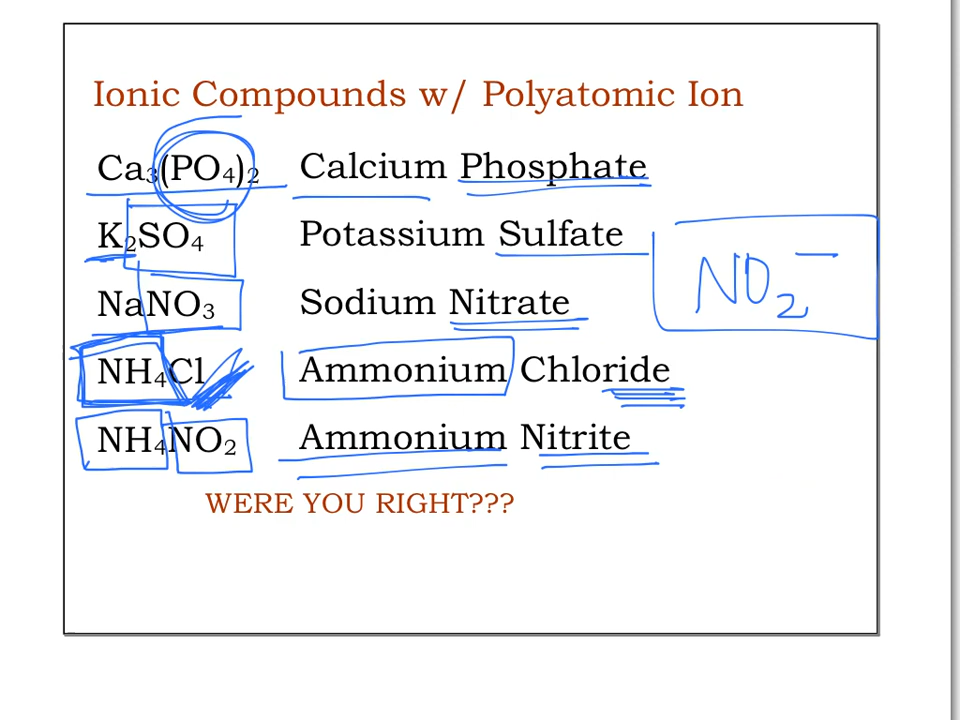 Ionic Compounds w/ Polyatomic Ion
Ca₃(PO₄)₂ Calcium Phosphate
K₂SO₄ Potassium Sulfate
NaNO₃ Sodium Nitrate
NO₂⁻
NH₄Cl Ammonium Chloride
NH₄NO₂ Ammonium Nitrite
WERE YOU RIGHT???